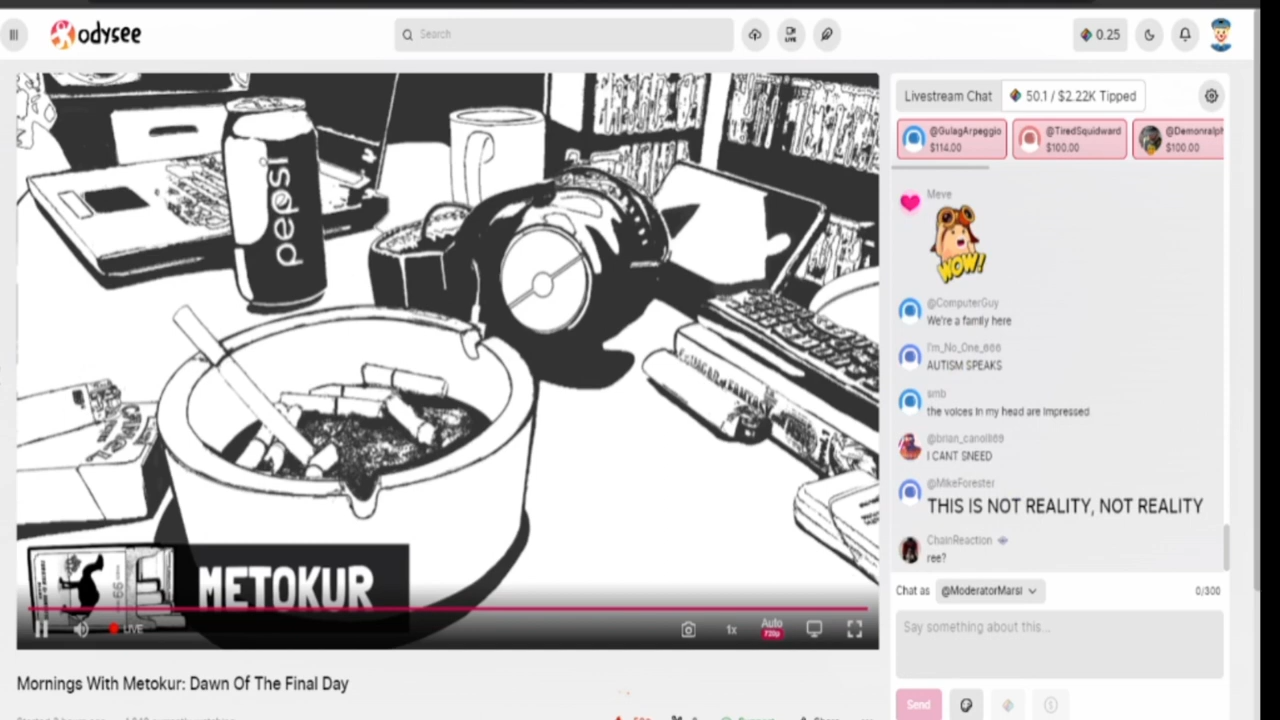 odysee
Search
LIVE
0.25
pepsi
METOKUR
LIVE
1x
Auto
720p
Mornings With Metokur: Dawn Of The Final Day
Livestream Chat
50.1 / $2.22K Tipped
@GulagArpeggio
$114.00
@TiredSquidward
$100.00
@Demonralph
$100.00
Meve
WOW!
@ComputerGuy
We're a family here
I'm_No_One_666
AUTISM SPEAKS
smb
the voices in my head are impressed
I CANT SNEED
@MikeForester
THIS IS NOT REALITY, NOT REALITY
ChainReaction
ree?
Chat as @ModeratorMarsi
0/300
Say something about this...
Send